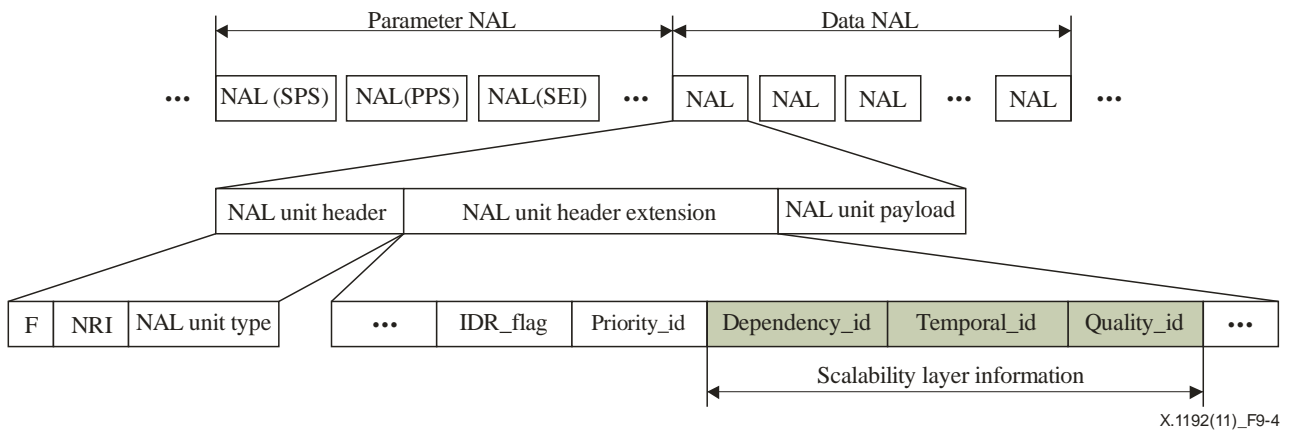 Parameter NAL Data NAL
••• NAL (SPS) NAL(PPS) NAL(SEI) ••• NAL NAL NAL ••• NAL •••
NAL unit header NAL unit header extension NAL unit payload
F NRI NAL unit type ••• IDR_flag Priority_id Dependency_id Temporal_id Quality_id •••
Scalability layer information
X.1192(11)_F9-4